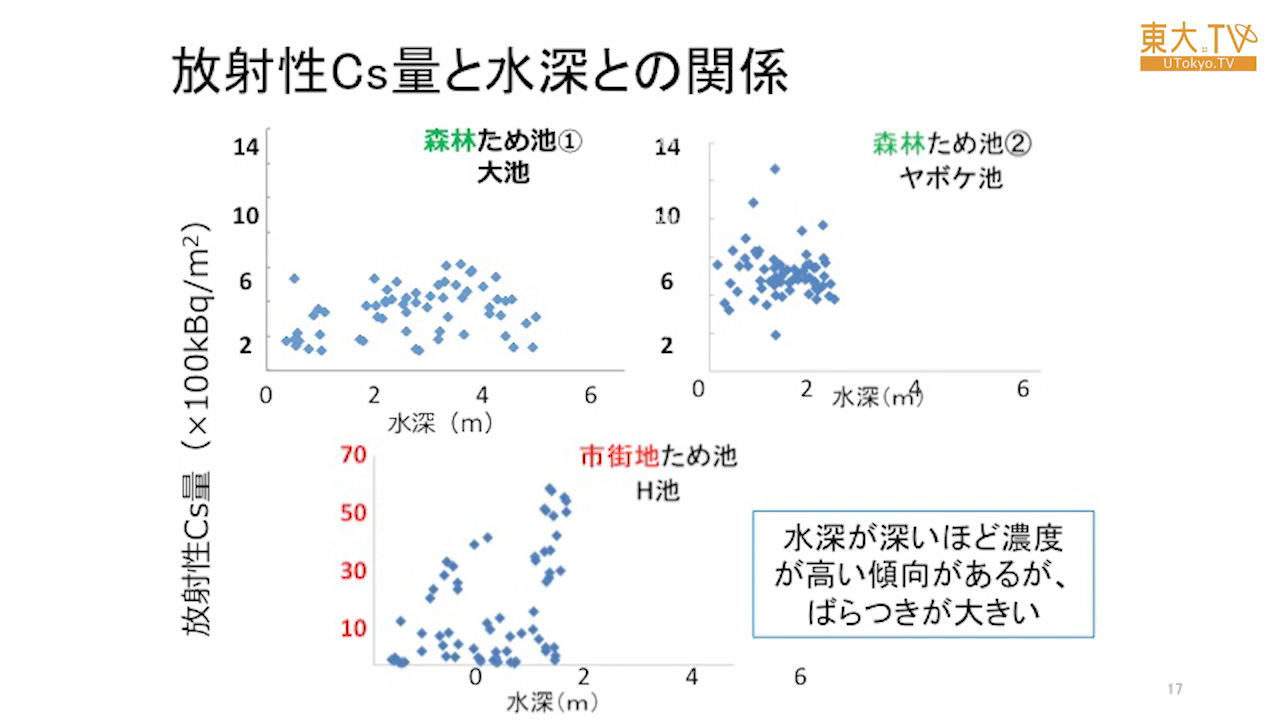 放射性Cs量と水深との関係
東大.TV
UTokyo.TV
放射性Cs量（×100kBq/m²）
森林ため池①
大池
14
10
6
2
0 2 4 6
水深（m）
森林ため池②
ヤボケ池
14
10
6
2
0 2 4 6
水深(m)
市街地ため池
H池
70
50
30
10
0 2 4 6
水深(m)
水深が深いほど濃度
が高い傾向があるが、
ばらつきが大きい
17